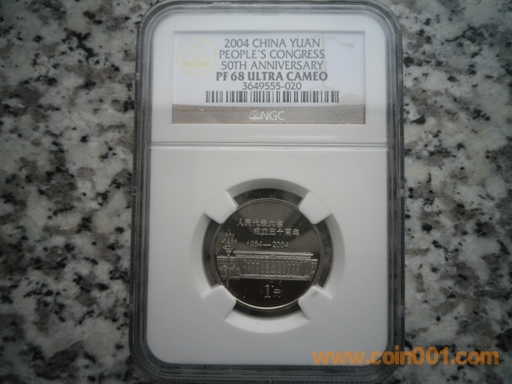 2004 CHINA YUAN
PEOPLE'S CONGRESS
50TH ANNIVERSARY
PF 68 ULTRA CAMEO
3649555-020
NGC
人民代表大会
成立五十周年
1954—2004
1元
www.coin001.com